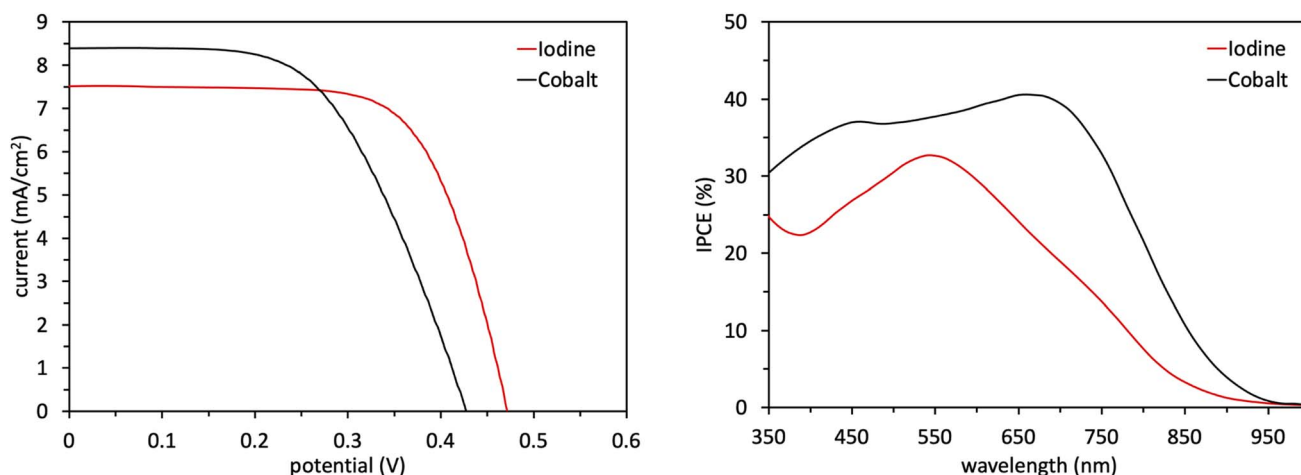 9
8
7
6
5
4
3
2
1
0
current (mA/cm²)
Iodine
Cobalt
0 0.1 0.2 0.3 0.4 0.5 0.6
potential (V)
50
40
30
20
10
0
IPCE (%)
Iodine
Cobalt
350 450 550 650 750 850 950
wavelength (nm)